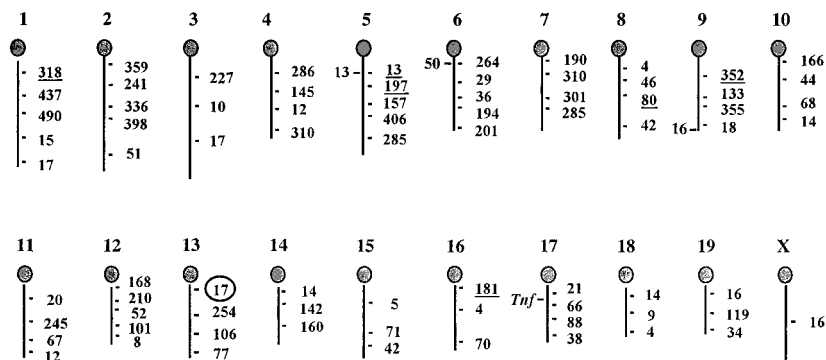 1 2 3 4 5 6 7 8 9 10
318 437 490 15 17
359 241 336 398 51
227 10 17
286 145 12 310
13 13 197 157 406 285
50 264 29 36 194 201
190 310 301 285
4 46 80 42
352 133 355 16 18
166 44 68 14
11 12 13 14 15 16 17 18 19 X
20 245 67 12
168 210 52 101 8
17 254 106 77
14 142 160
5 71 42
181 4 70
Tnf 21 66 88 38
14 9 4
16 119 34
16